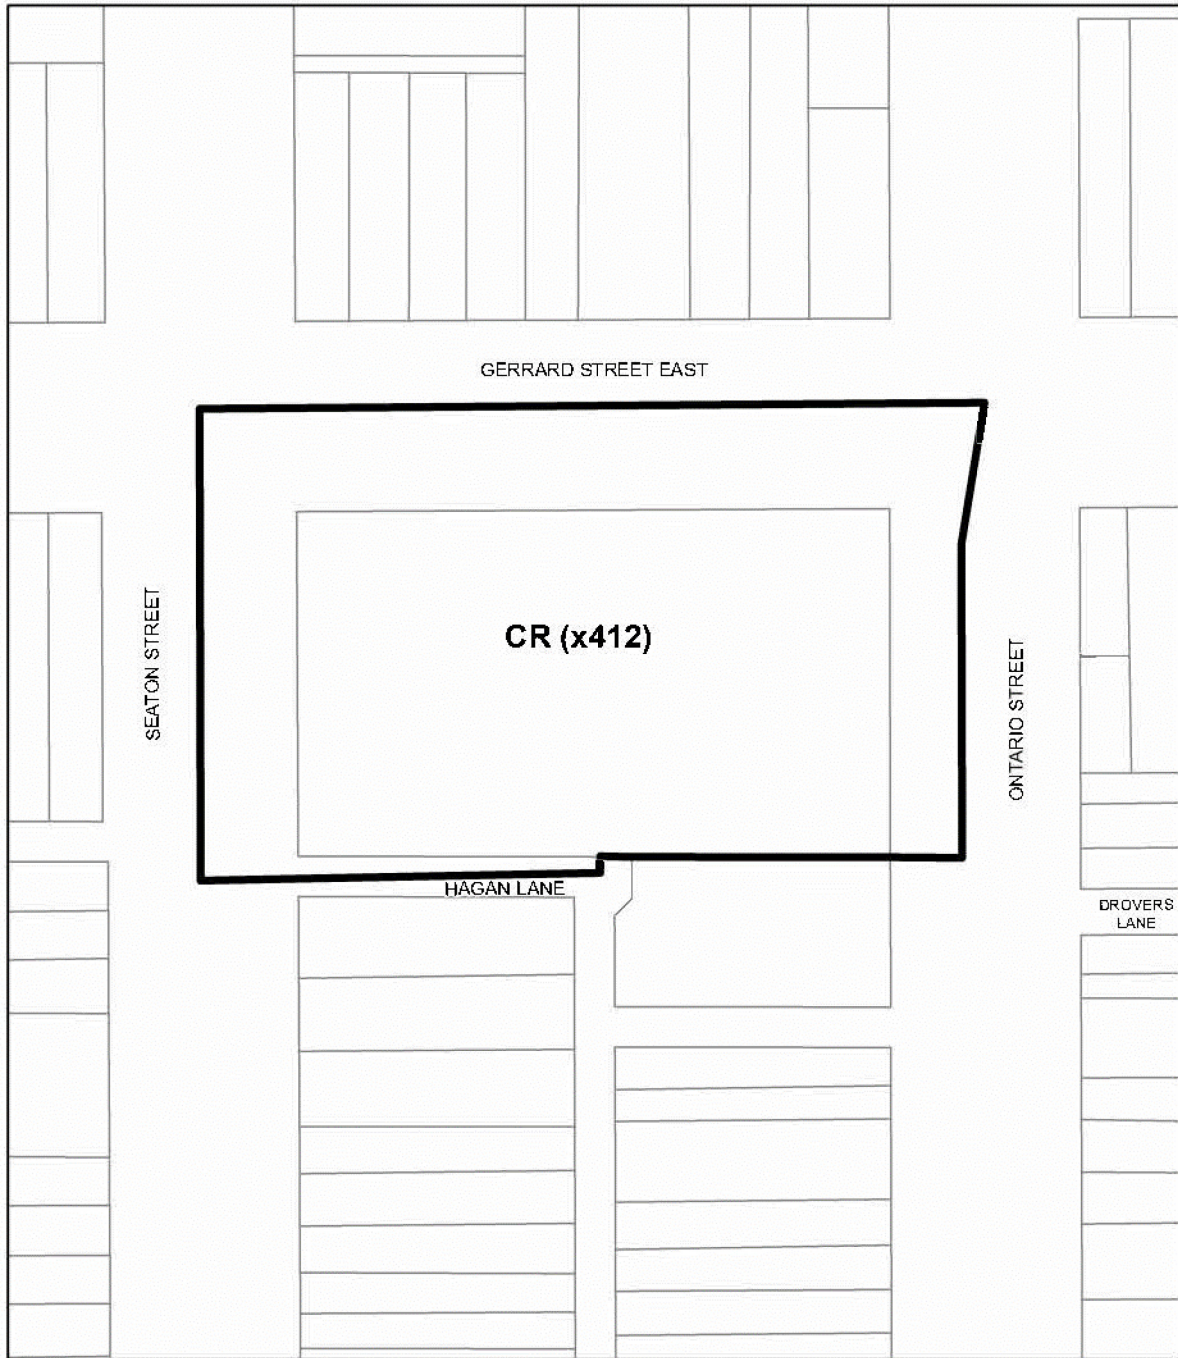 GERRARD STREET EAST
SEATON STREET
CR (x412)
ONTARIO STREET
HAGAN LANE
DROVERS
LANE